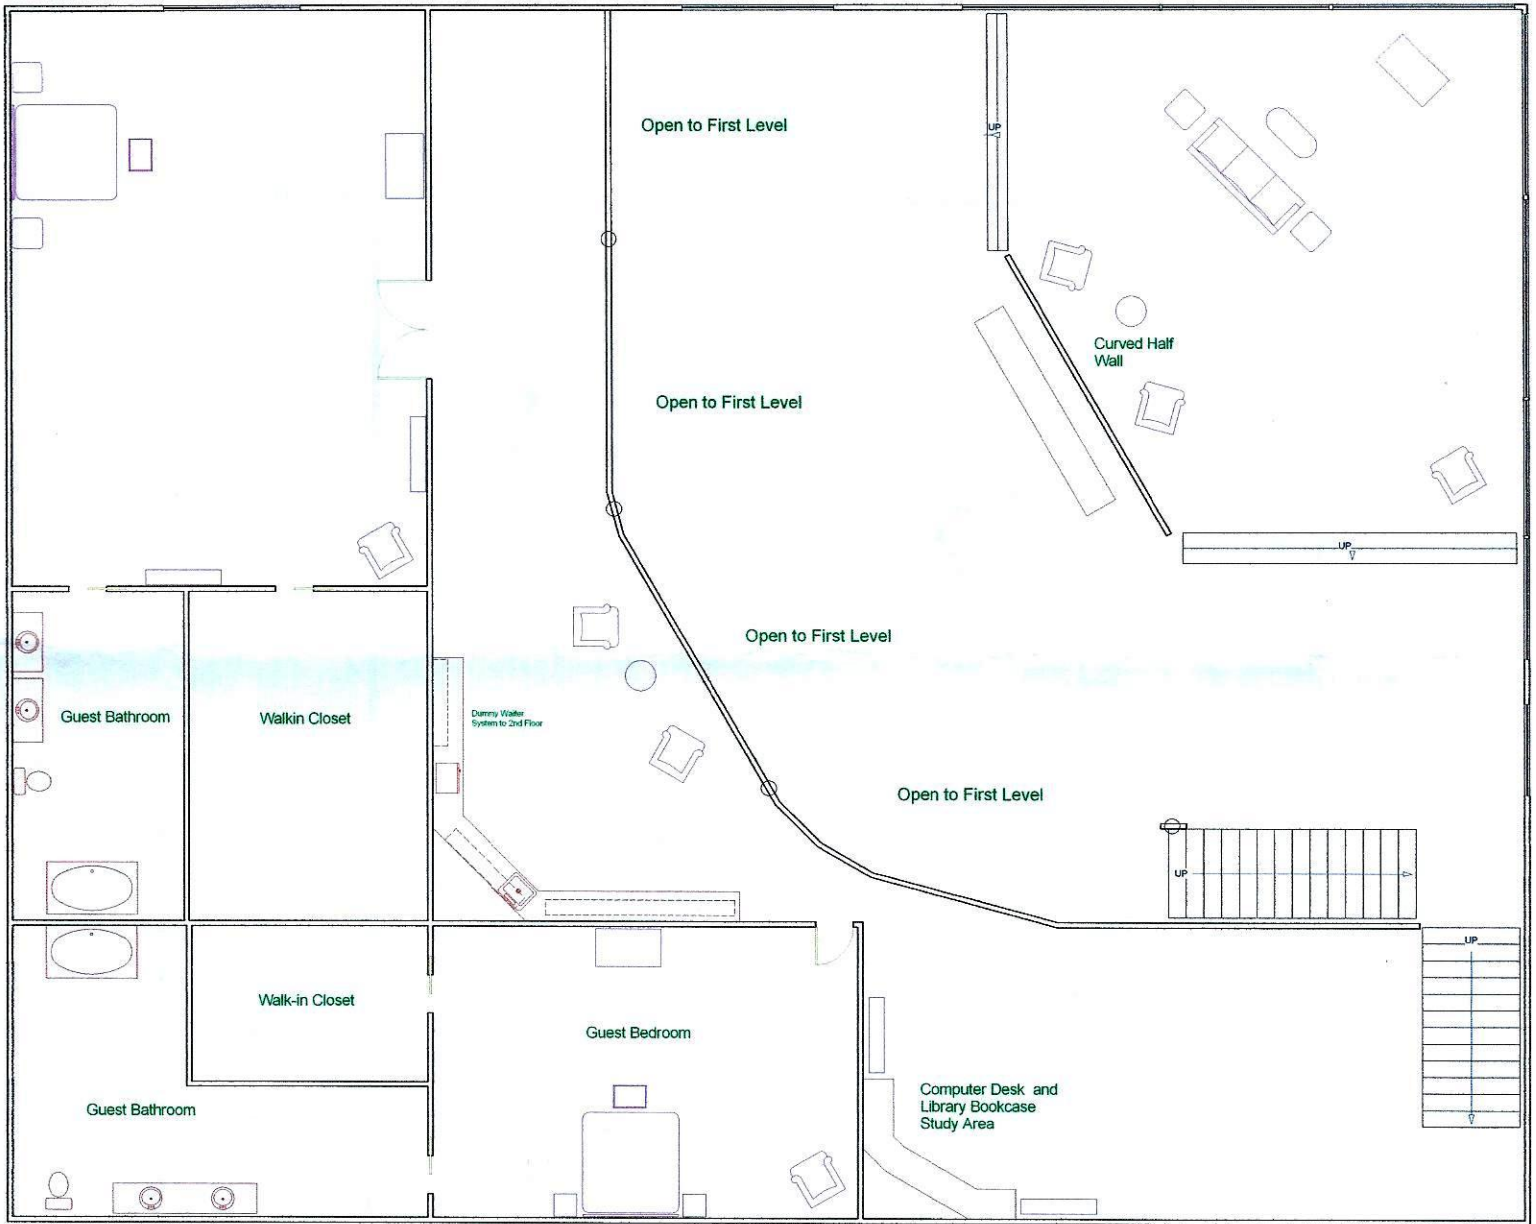 Open to First Level
UP
Curved Half
Wall
Open to First Level
UP
Open to First Level
Guest Bathroom
Walkin Closet
Dummy Waiter
System to 2nd Floor
Open to First Level
UP
UP
Walk-in Closet
Guest Bedroom
Computer Desk and
Library Bookcase
Study Area
Guest Bathroom